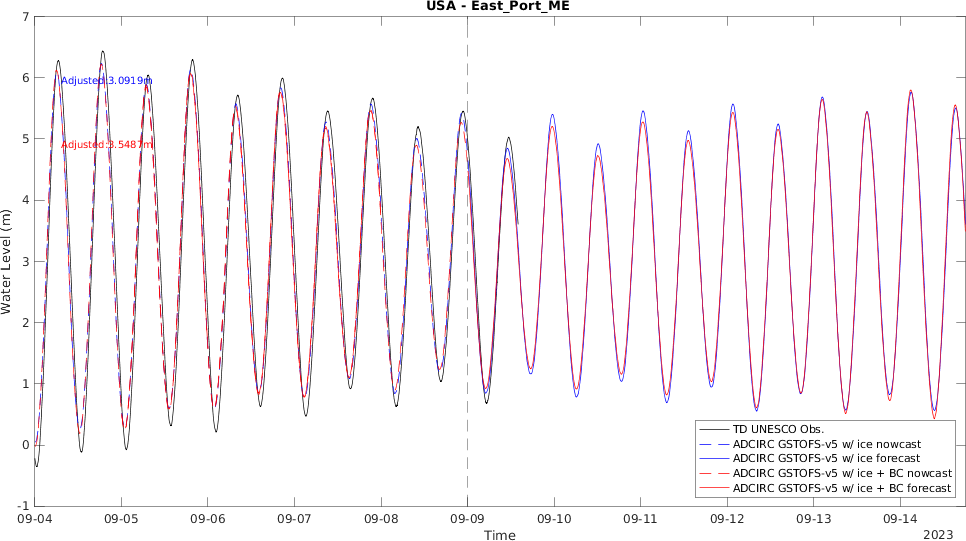 USA - East_Port_ME
7
6
5
4
3
2
1
0
-1
Water Level (m)
Adjusted:3.0919m
Adjusted:3.5487m
TD UNESCO Obs.
ADCIRC GSTOFS-v5 w/ ice nowcast
ADCIRC GSTOFS-v5 w/ ice forecast
ADCIRC GSTOFS-v5 w/ ice + BC nowcast
ADCIRC GSTOFS-v5 w/ ice + BC forecast
09-04 09-05 09-06 09-07 09-08 09-09 09-10 09-11 09-12 09-13 09-14
Time
2023